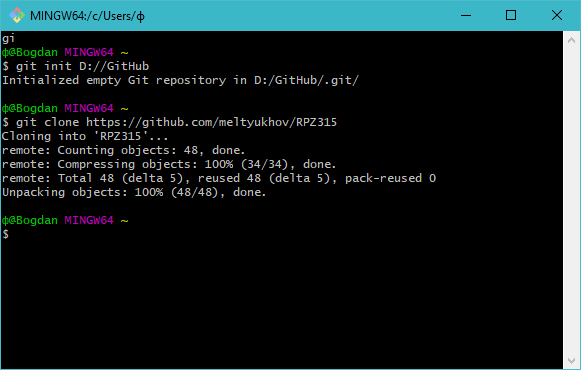 MINGW64:/c/Users/ф
gi
ф@Bogdan MINGW64 ~
$ git init D://GitHub
Initialized empty Git repository in D:/GitHub/.git/
ф@Bogdan MINGW64 ~
$ git clone https://github.com/meltyukhov/RPZ315
Cloning into 'RPZ315'...
remote: Counting objects: 48, done.
remote: Compressing objects: 100% (34/34), done.
remote: Total 48 (delta 5), reused 48 (delta 5), pack-reused 0
Unpacking objects: 100% (48/48), done.
ф@Bogdan MINGW64 ~
$